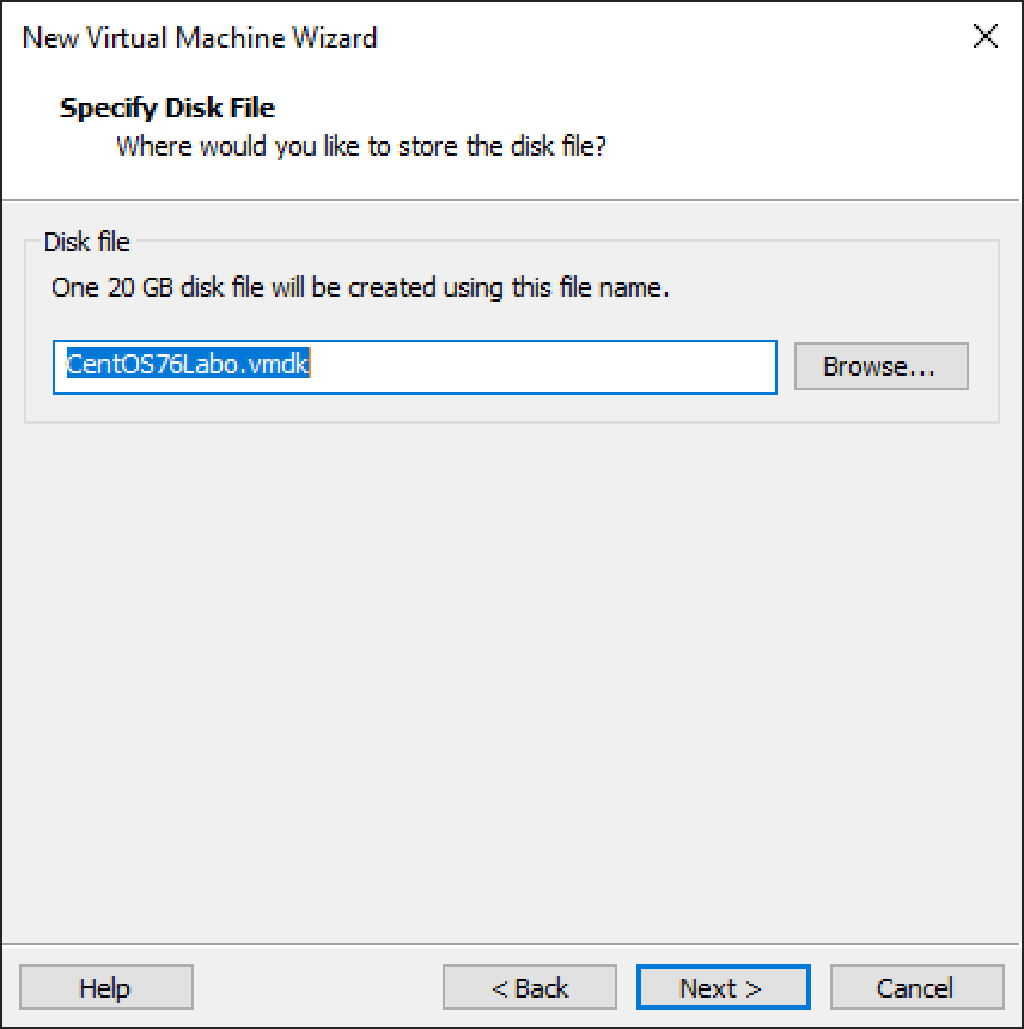 New Virtual Machine Wizard
Specify Disk File
Where would you like to store the disk file?
Disk file
One 20 GB disk file will be created using this file name.
CentOS76Labo.vmdk
Browse...
Help
< Back
Next >
Cancel